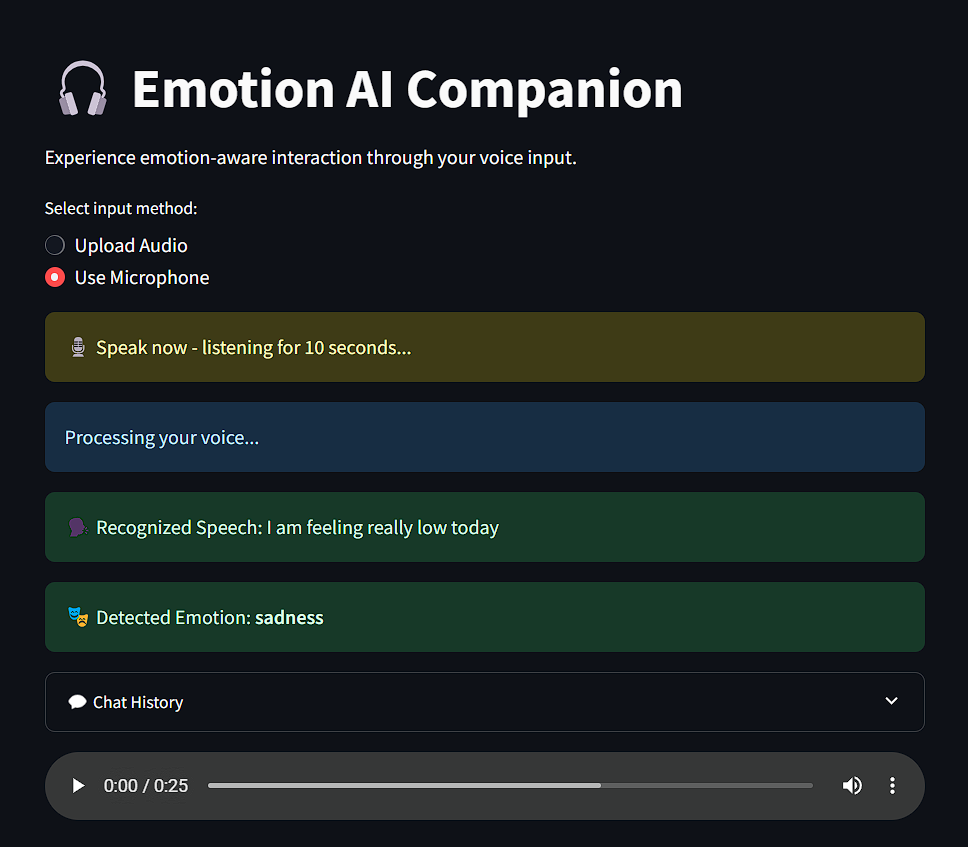 Emotion AI Companion
Experience emotion-aware interaction through your voice input.
Select input method:
Upload Audio
Use Microphone
Speak now - listening for 10 seconds...
Processing your voice...
Recognized Speech: I am feeling really low today
Detected Emotion: sadness
Chat History
0:00 / 0:25